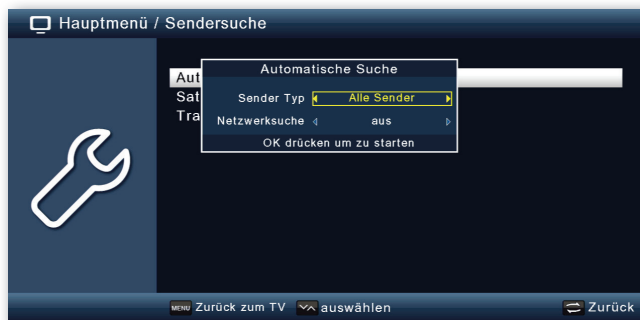 Hauptmenü / Sendersuche
Automatische Suche
Aut
Sat
Sender Typ Alle Sender
Tra
Netzwerksuche aus
OK drücken um zu starten
MENU Zurück zum TV auswählen Zurück